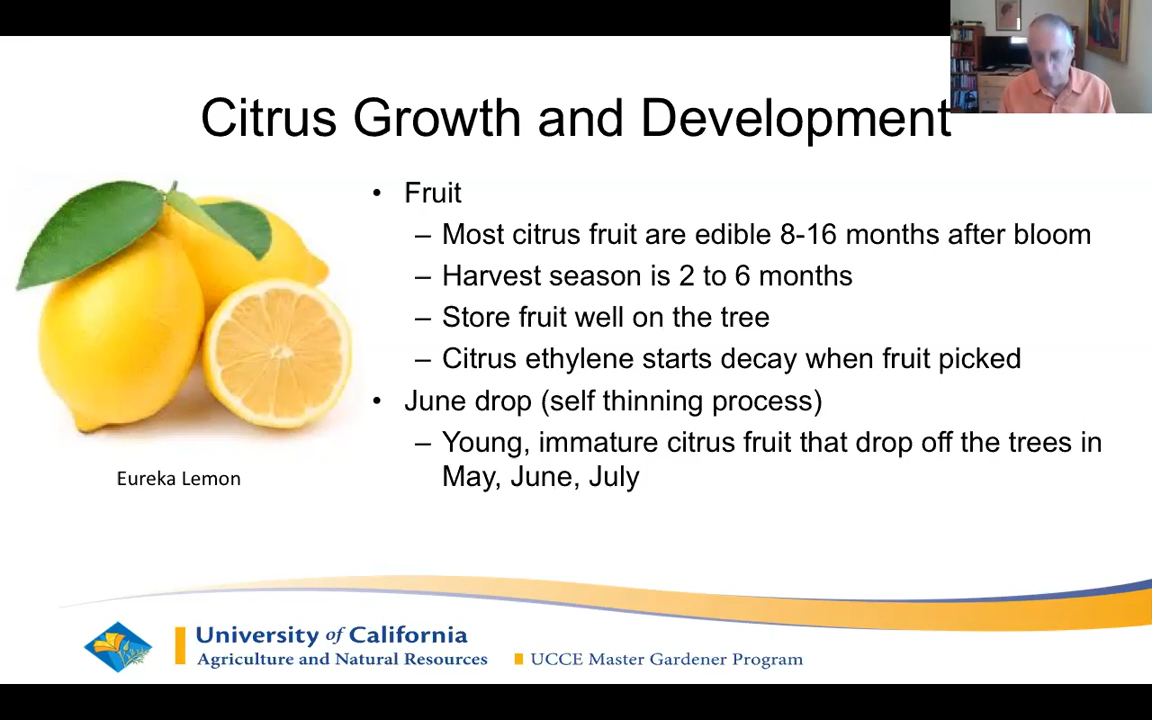 Citrus Growth and Development
• Fruit
– Most citrus fruit are edible 8-16 months after bloom
– Harvest season is 2 to 6 months
– Store fruit well on the tree
– Citrus ethylene starts decay when fruit picked
• June drop (self thinning process)
– Young, immature citrus fruit that drop off the trees in
May, June, July
Eureka Lemon
University of California
Agriculture and Natural Resources
UCCE Master Gardener Program